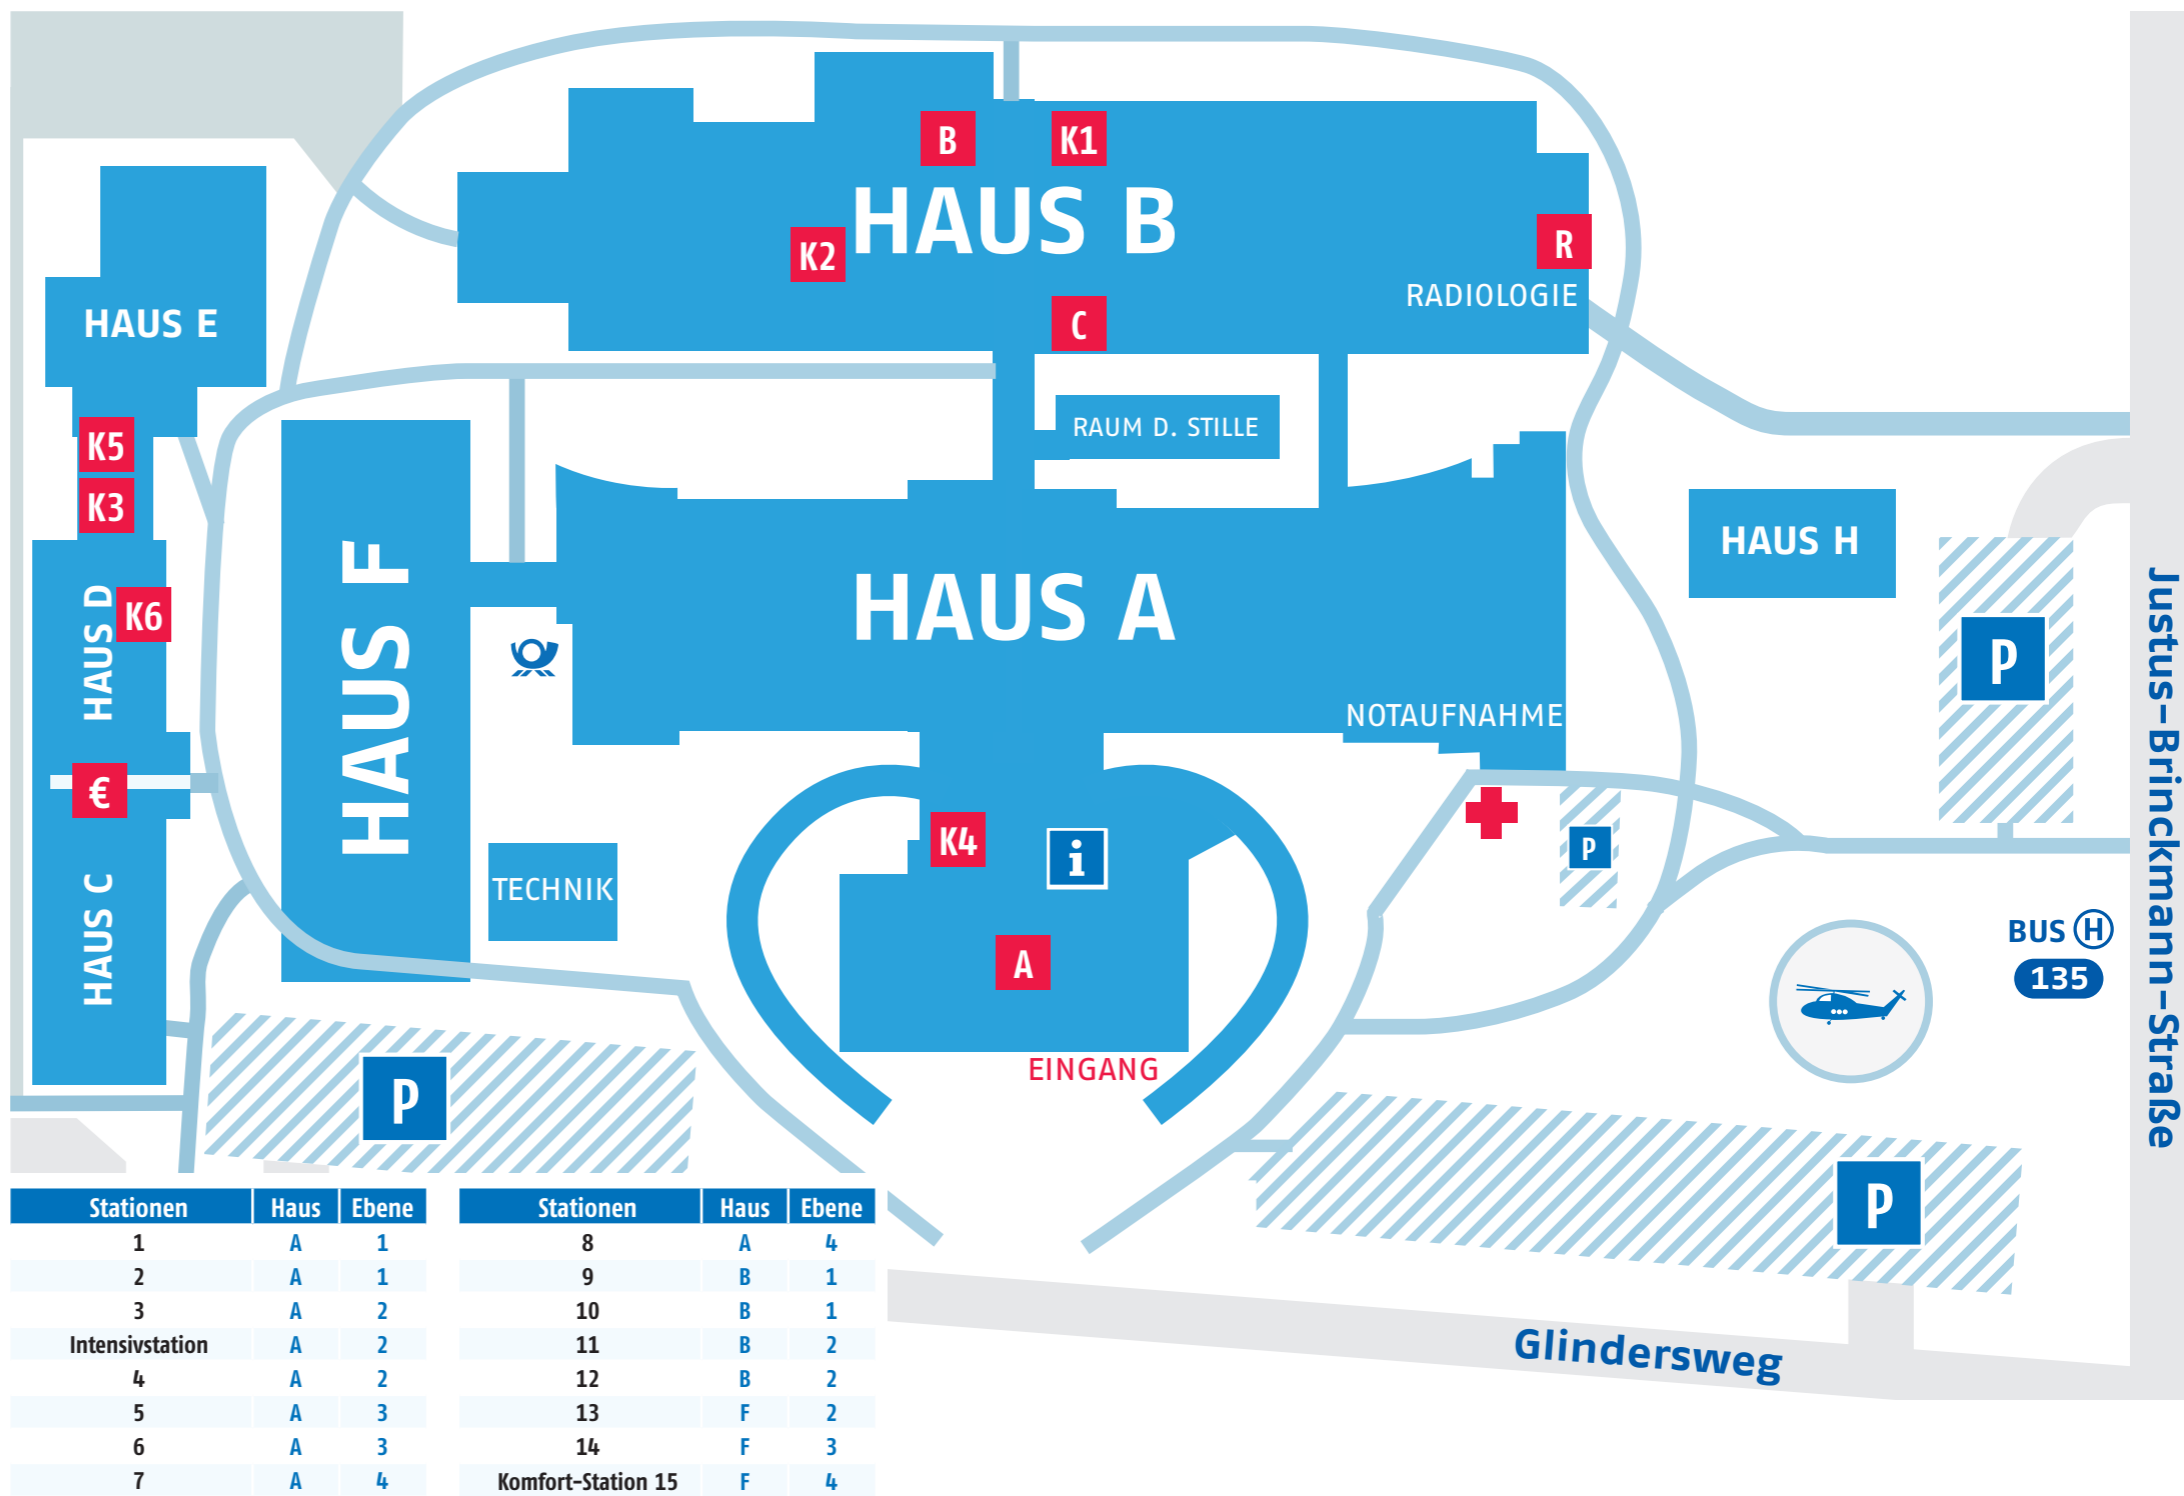 B
K1
HAUS B
K2
R
RADIOLOGIE
C
HAUS E
RAUM D. STILLE
K5
K3
HAUS D
K6
€
HAUS C
HAUS F
HAUS A
HAUS H
NOTAUFNAHME
P
P
K4
i
TECHNIK
A
EINGANG
BUS H
135
Justus-Brinckmann-Straße
P
P
Glindersweg
Stationen Haus Ebene
1 A 1
2 A 1
3 A 2
Intensivstation A 2
4 A 2
5 A 3
6 A 3
7 A 4
Stationen Haus Ebene
8 A 4
9 B 1
10 B 1
11 B 2
12 B 2
13 F 2
14 F 3
Komfort-Station 15 F 4